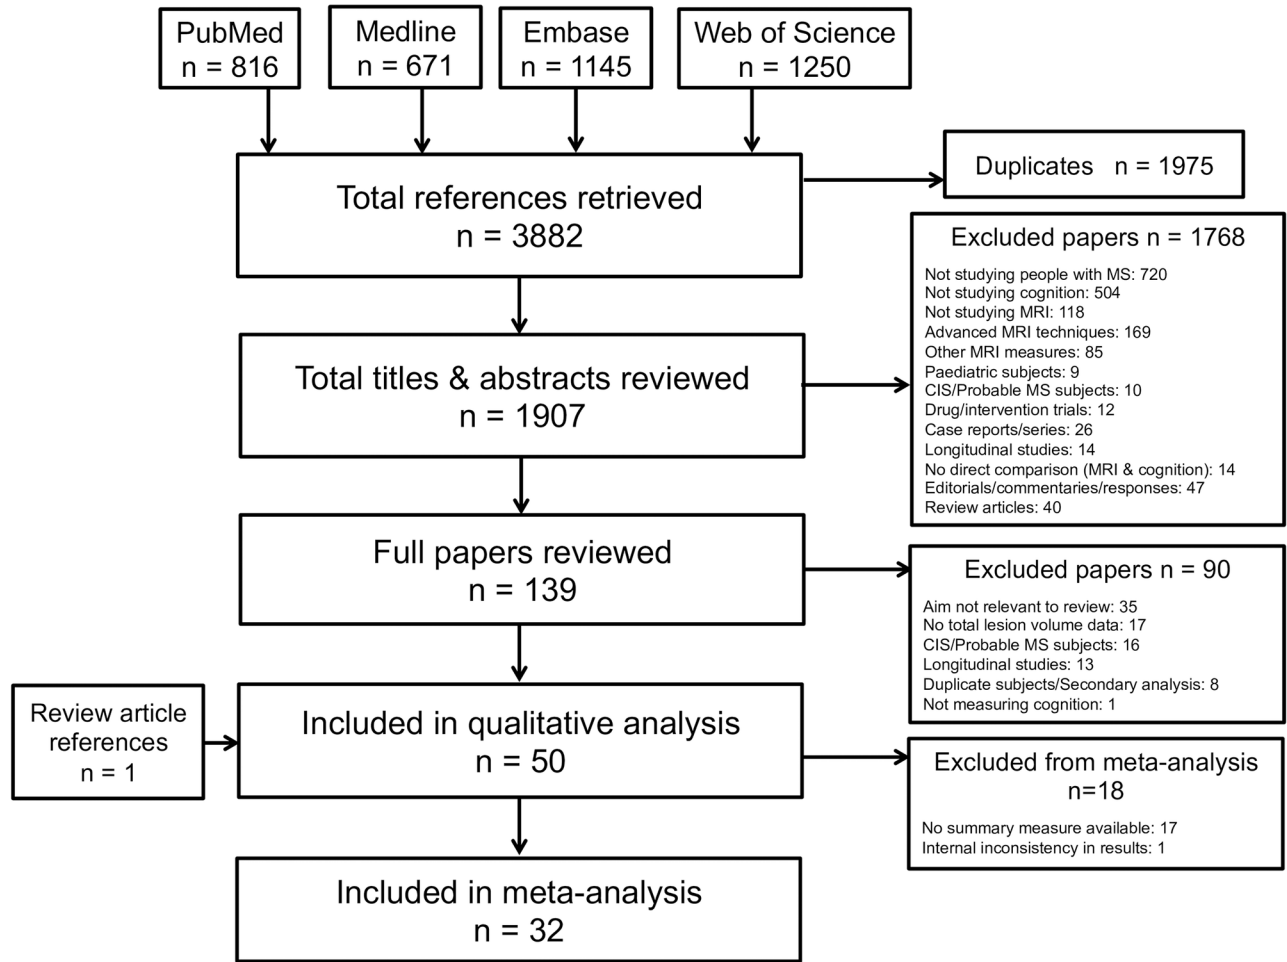 PubMed
n = 816
Medline
n = 671
Embase
n = 1145
Web of Science
n = 1250
Total references retrieved
n = 3882
Duplicates n = 1975
Excluded papers n = 1768
Not studying people with MS: 720
Not studying cognition: 504
Not studying MRI: 118
Advanced MRI techniques: 169
Other MRI measures: 85
Paediatric subjects: 9
CIS/Probable MS subjects: 10
Drug/intervention trials: 12
Case reports/series: 26
Longitudinal studies: 14
No direct comparison (MRI & cognition): 14
Editorials/commentaries/responses: 47
Review articles: 40
Total titles & abstracts reviewed
n = 1907
Full papers reviewed
n = 139
Excluded papers n = 90
Aim not relevant to review: 35
No total lesion volume data: 17
CIS/Probable MS subjects: 16
Longitudinal studies: 13
Duplicate subjects/Secondary analysis: 8
Not measuring cognition: 1
Review article
references
n = 1
Included in qualitative analysis
n = 50
Excluded from meta-analysis
n=18
No summary measure available: 17
Internal inconsistency in results: 1
Included in meta-analysis
n = 32